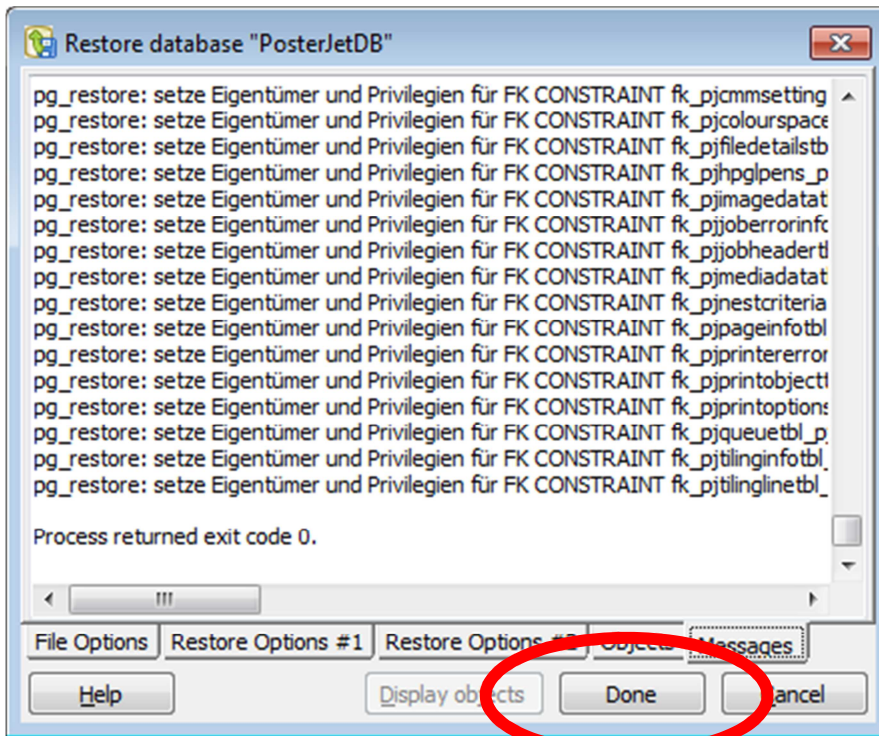 Restore database "PosterJetDB"
pg_restore: setze Eigentümer und Privilegien für FK CONSTRAINT fk_pjcmmsetting
pg_restore: setze Eigentümer und Privilegien für FK CONSTRAINT fk_pjcolourspace
pg_restore: setze Eigentümer und Privilegien für FK CONSTRAINT fk_pjfiledetailstb
pg_restore: setze Eigentümer und Privilegien für FK CONSTRAINT fk_pjhpglpens_p
pg_restore: setze Eigentümer und Privilegien für FK CONSTRAINT fk_pjimagedatat
pg_restore: setze Eigentümer und Privilegien für FK CONSTRAINT fk_pjjoberrorinfo
pg_restore: setze Eigentümer und Privilegien für FK CONSTRAINT fk_pjjobheadert
pg_restore: setze Eigentümer und Privilegien für FK CONSTRAINT fk_pjmediadatat
pg_restore: setze Eigentümer und Privilegien für FK CONSTRAINT fk_pjnestcriteria
pg_restore: setze Eigentümer und Privilegien für FK CONSTRAINT fk_pjpageinfotbl
pg_restore: setze Eigentümer und Privilegien für FK CONSTRAINT fk_pjprintererror
pg_restore: setze Eigentümer und Privilegien für FK CONSTRAINT fk_pjprintobjectt
pg_restore: setze Eigentümer und Privilegien für FK CONSTRAINT fk_pjprintoptions
pg_restore: setze Eigentümer und Privilegien für FK CONSTRAINT fk_pjqueuetbl_pj
pg_restore: setze Eigentümer und Privilegien für FK CONSTRAINT fk_pjtilinginfotbl_
pg_restore: setze Eigentümer und Privilegien für FK CONSTRAINT fk_pjtilinglinetbl_
Process returned exit code 0.
File Options Restore Options #1 Restore Options #2 Objects Messages
Help Display objects Done Cancel